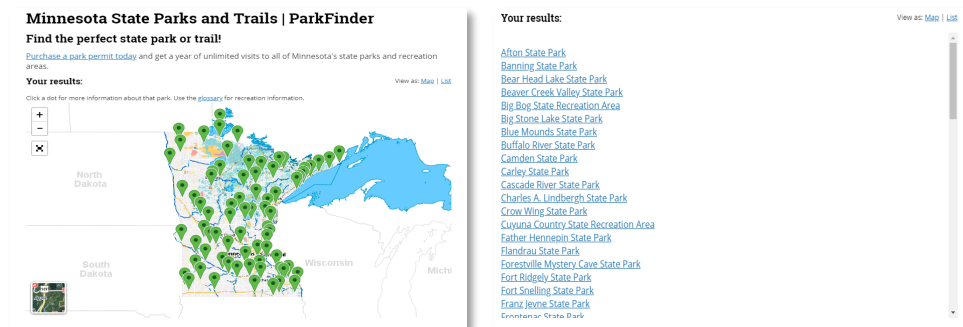 Minnesota State Parks and Trails | ParkFinder
Find the perfect state park or trail!
Purchase a park permit today and get a year of unlimited visits to all of Minnesota's state parks and recreation
areas.
Your results:
View as: Map | List
Click a dot for more information about that park. Use the glossary for recreation information.
+
−
North
Dakota
South
Dakota
Wisconsin
Michi
Your results:
View as: Map | List
Afton State Park
Banning State Park
Bear Head Lake State Park
Beaver Creek Valley State Park
Big Bog State Recreation Area
Big Stone Lake State Park
Blue Mounds State Park
Buffalo River State Park
Camden State Park
Carley State Park
Cascade River State Park
Charles A. Lindbergh State Park
Crow Wing State Park
Cuyuna Country State Recreation Area
Father Hennepin State Park
Flandrau State Park
Forestville Mystery Cave State Park
Fort Ridgely State Park
Fort Snelling State Park
Franz Jevne State Park
Frontenac State Park